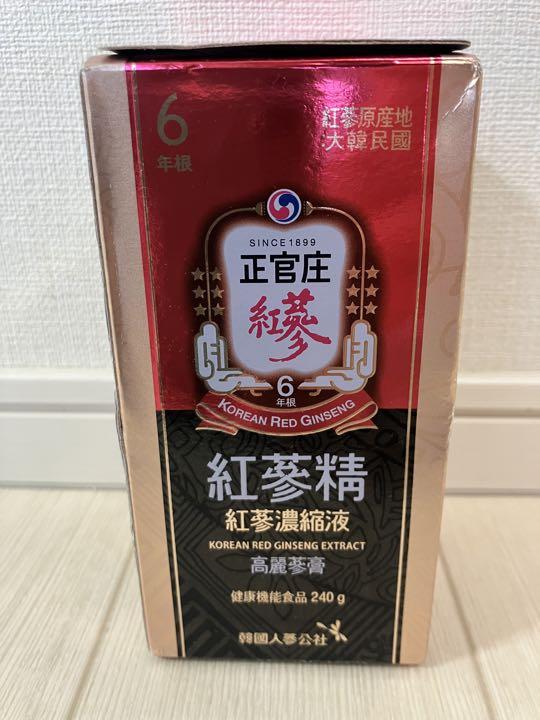 6
年根
紅蔘原産地
大韓民國
SINCE 1899
正官庄
紅蔘
6
年根
KOREAN RED GINSENG
紅蔘精
紅蔘濃縮液
KOREAN RED GINSENG EXTRACT
高麗蔘膏
健康機能食品 240 g
韓國人蔘公社